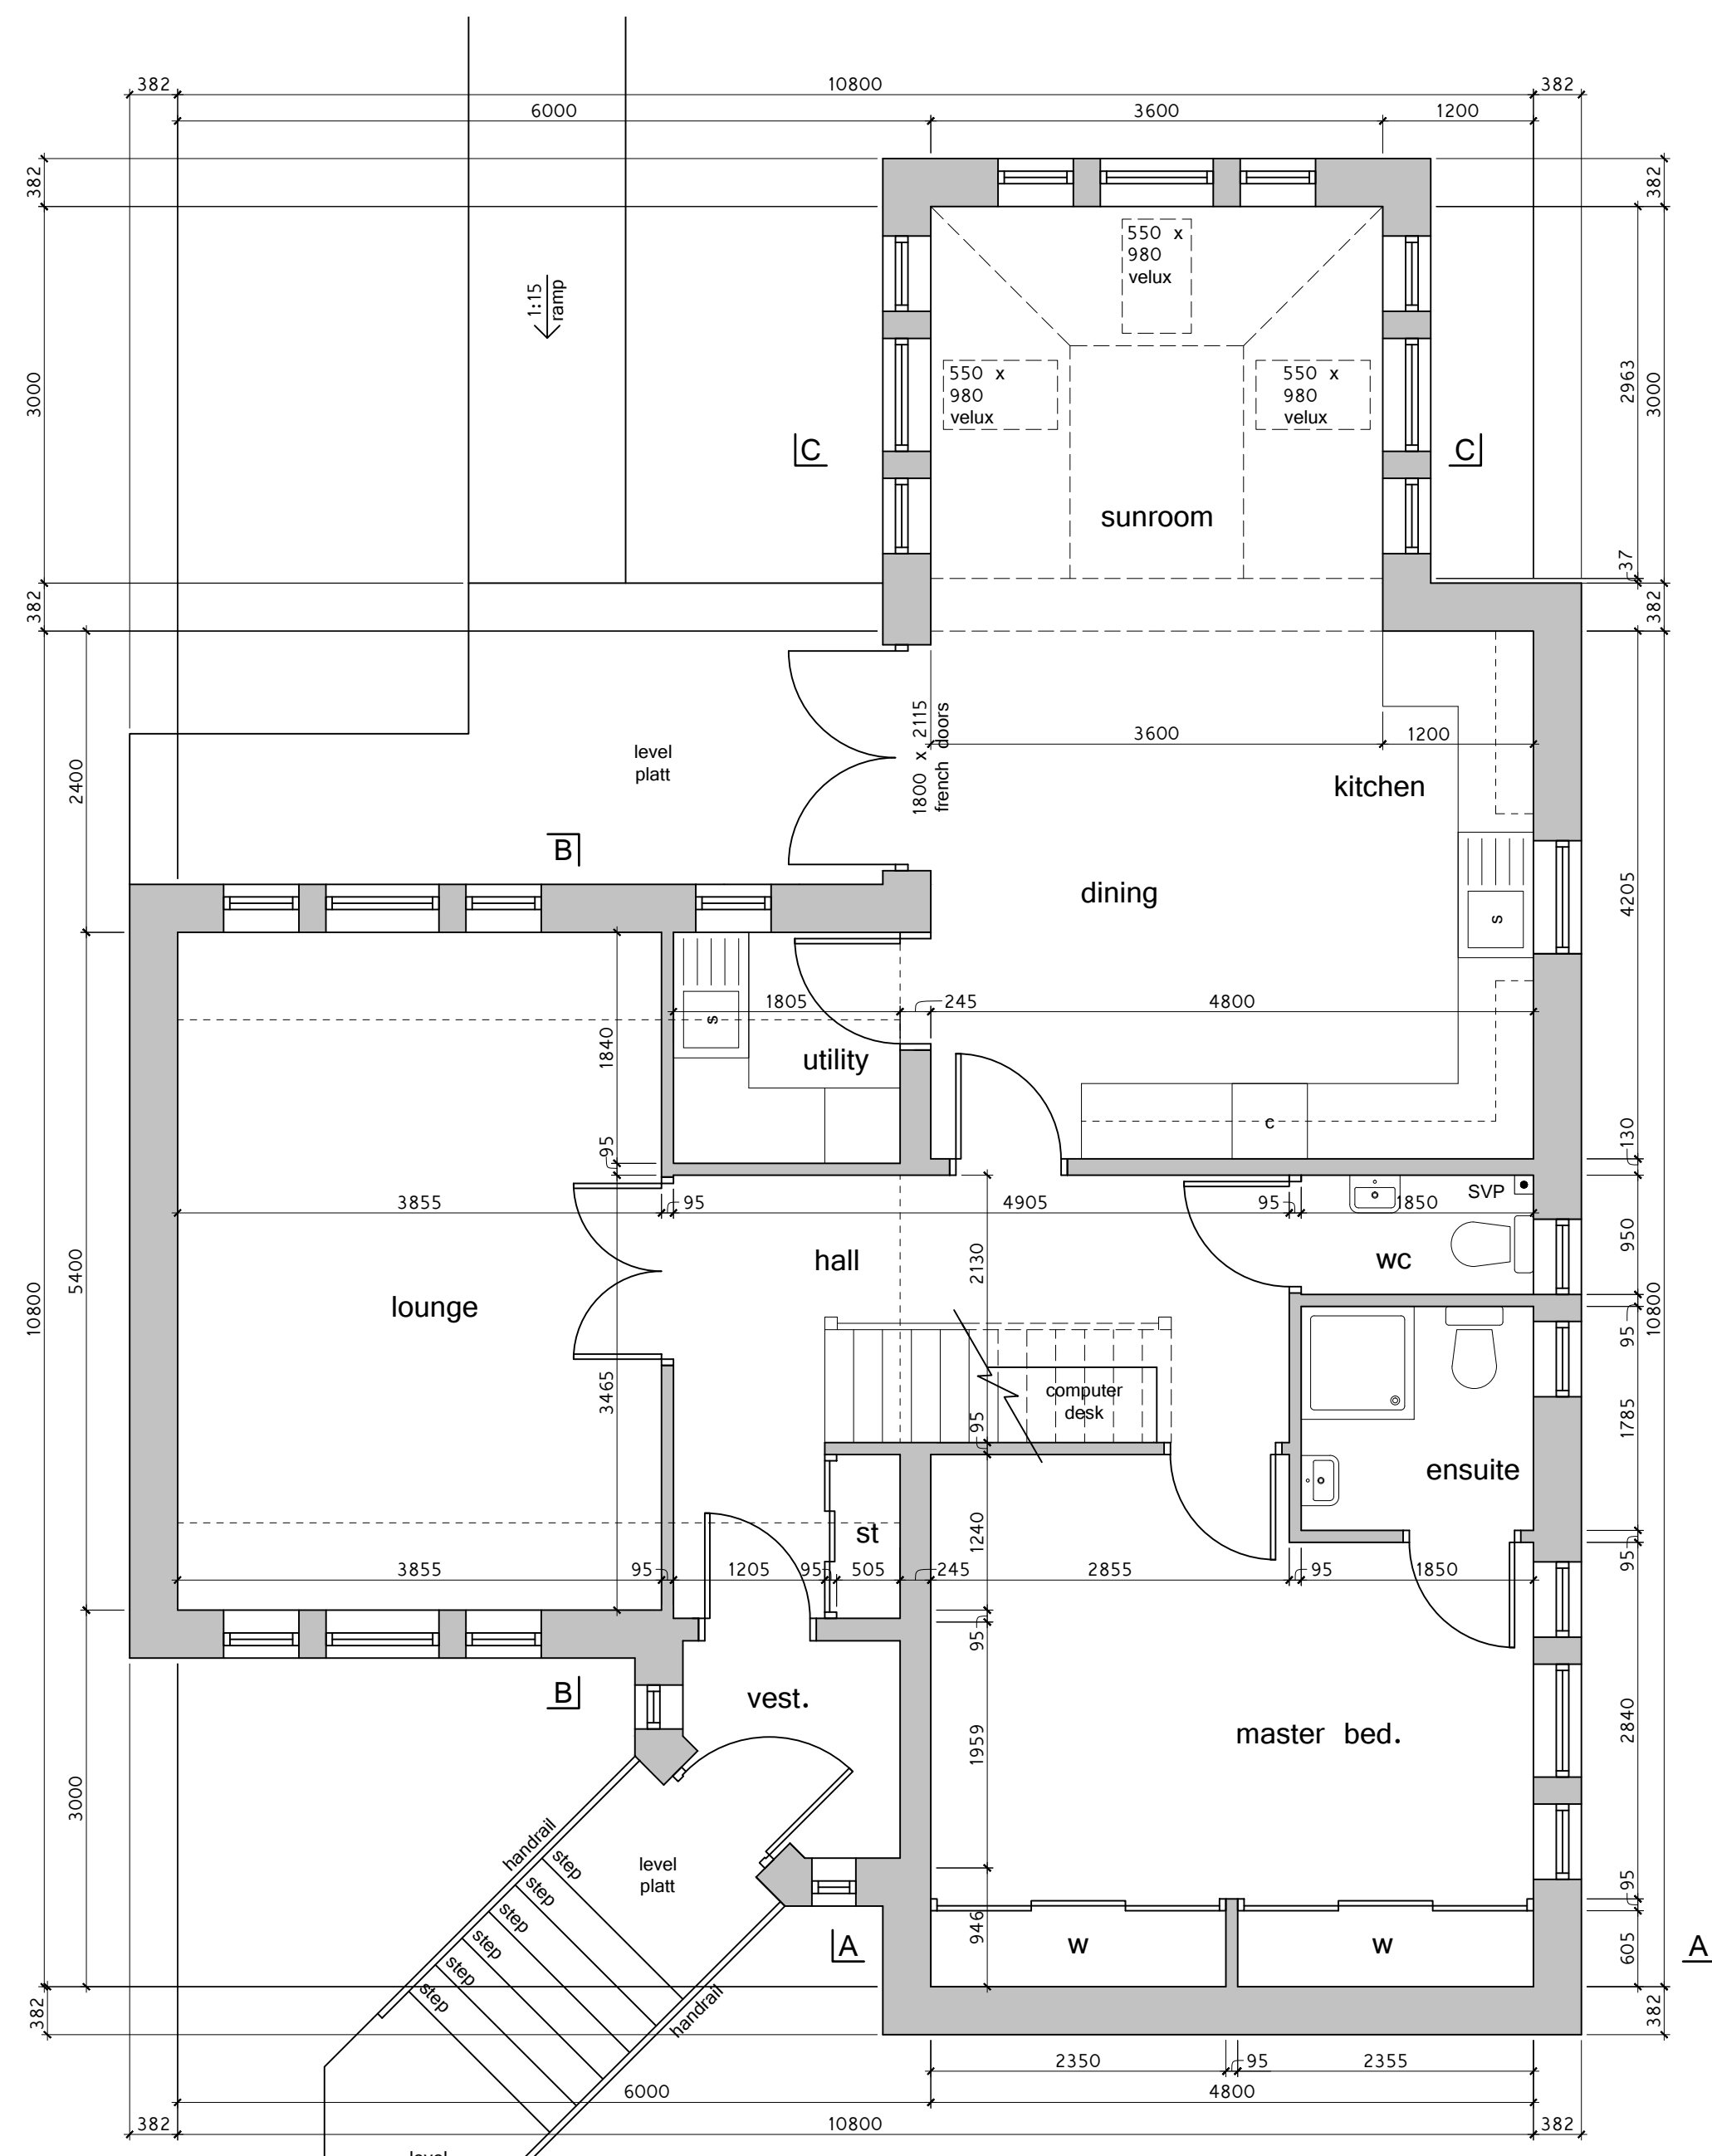 382
10800
382
6000
3600
1200
382
382
550 x
980
velux
1:15
ramp
3000
550 x
980
velux
550 x
980
velux
2963
3000
C
C
sunroom
37
382
382
1800 x 2115
french doors
3600
1200
level
platt
2400
kitchen
B
dining
4205
s
1805
245
4800
s
1840
utility
95
c
130
3855
95
4905
95
1850
SVP
950
hall
2130
wc
5400
10800
lounge
10800
95
3465
computer
desk
95
1785
ensuite
st
1240
3855
95
1205
95
505
245
2855
95
1850
95
95
B
vest.
2840
master bed.
1959
3000
handrail
step
level
platt
step
step
step
step
step
95
946
A
w
w
605
A
handrail
382
382
2350
95
2355
6000
4800
382
10800
382
level